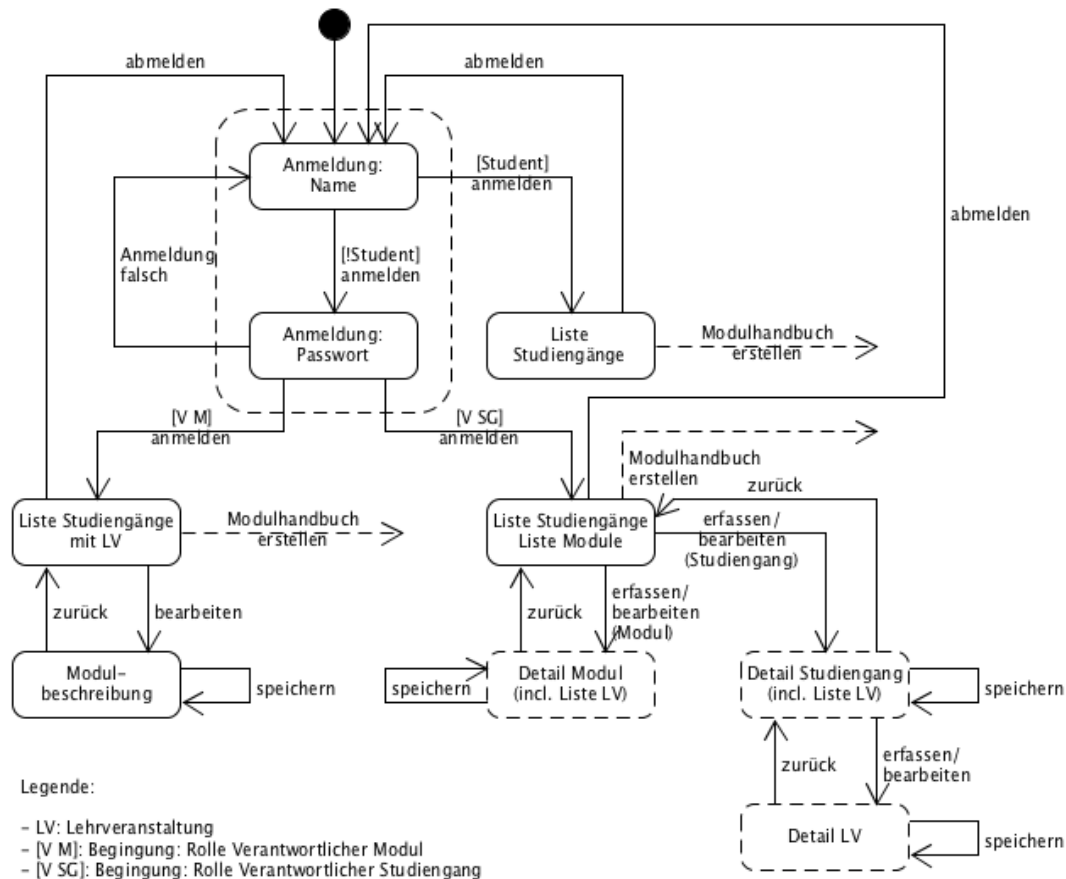 abmelden
abmelden
Anmeldung:
Name
[Student]
anmelden
abmelden
Anmeldung
falsch
[!Student]
anmelden
Anmeldung:
Passwort
Liste
Studiengänge
Modulhandbuch
erstellen
[V M]
anmelden
[V SG]
anmelden
Modulhandbuch
erstellen
zurück
Liste Studiengänge
mit LV
Modulhandbuch
erstellen
Liste Studiengänge
Liste Module
erfassen/
bearbeiten
(Studiengang)
zurück
bearbeiten
zurück
erfassen/
bearbeiten
(Modul)
Modul-
beschreibung
speichern
speichern
Detail Modul
(incl. Liste LV)
Detail Studiengang
(incl. Liste LV)
speichern
zurück
erfassen/
bearbeiten
Detail LV
speichern
Legende:
- LV: Lehrveranstaltung
- [V M]: Begingung: Rolle Verantwortlicher Modul
- [V SG]: Begingung: Rolle Verantwortlicher Studiengang